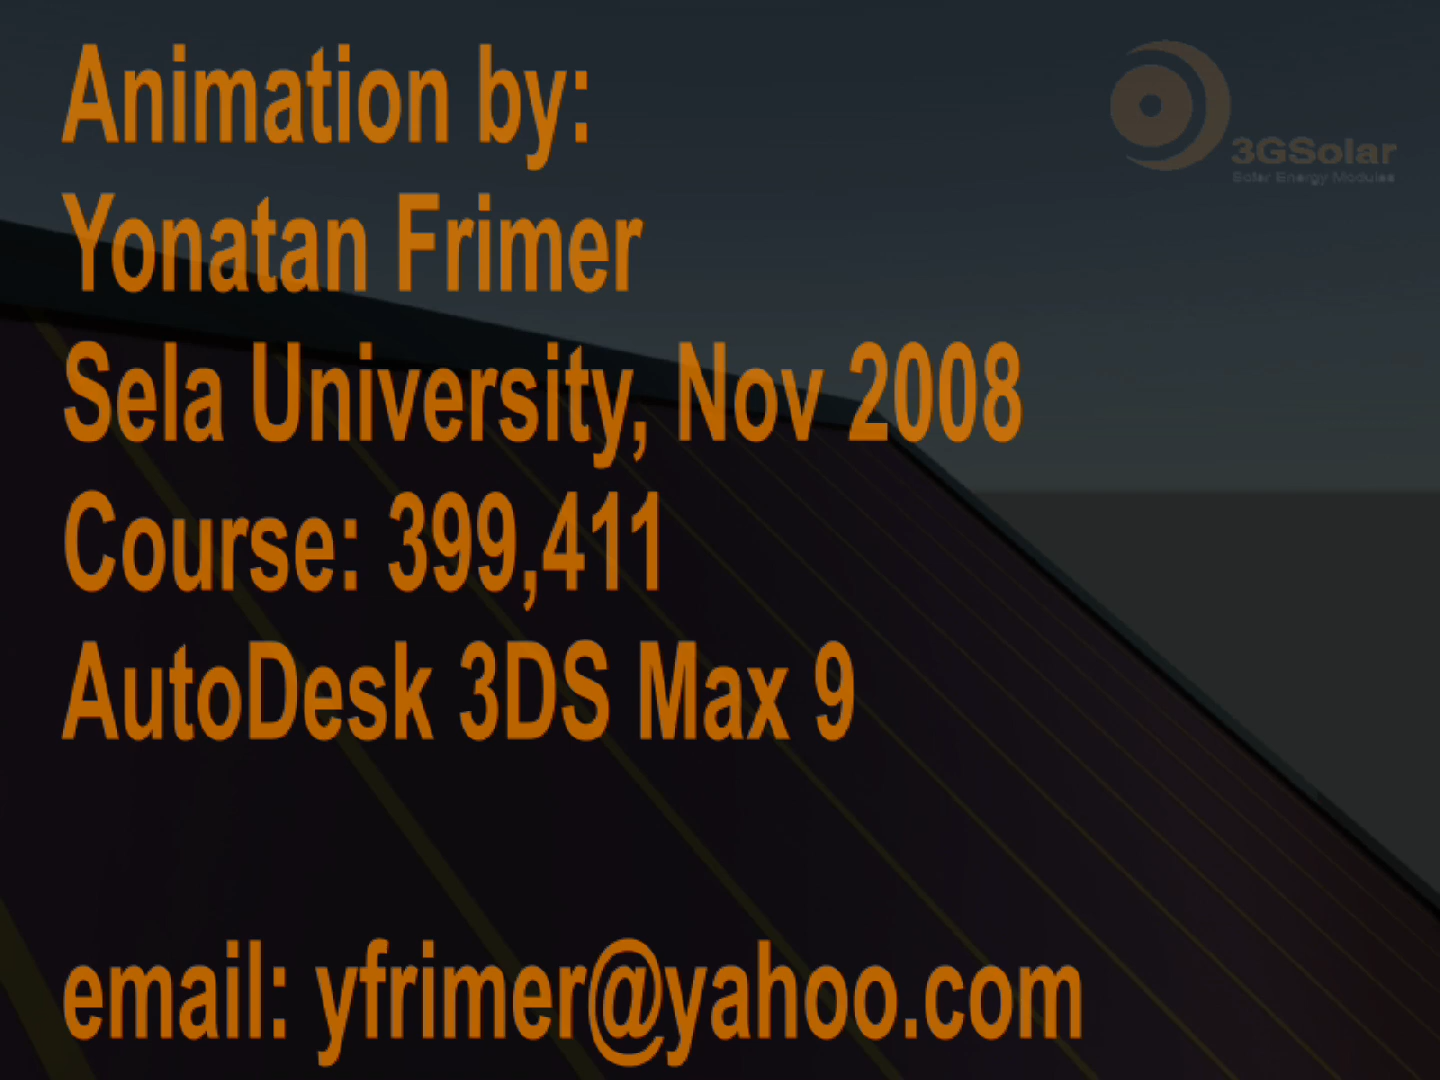 Animation by:
Yonatan Frimer
Sela University, Nov 2008
Course: 399,411
AutoDesk 3DS Max 9
email: yfrimer@yahoo.com
3GSolar
Solar Energy Modules